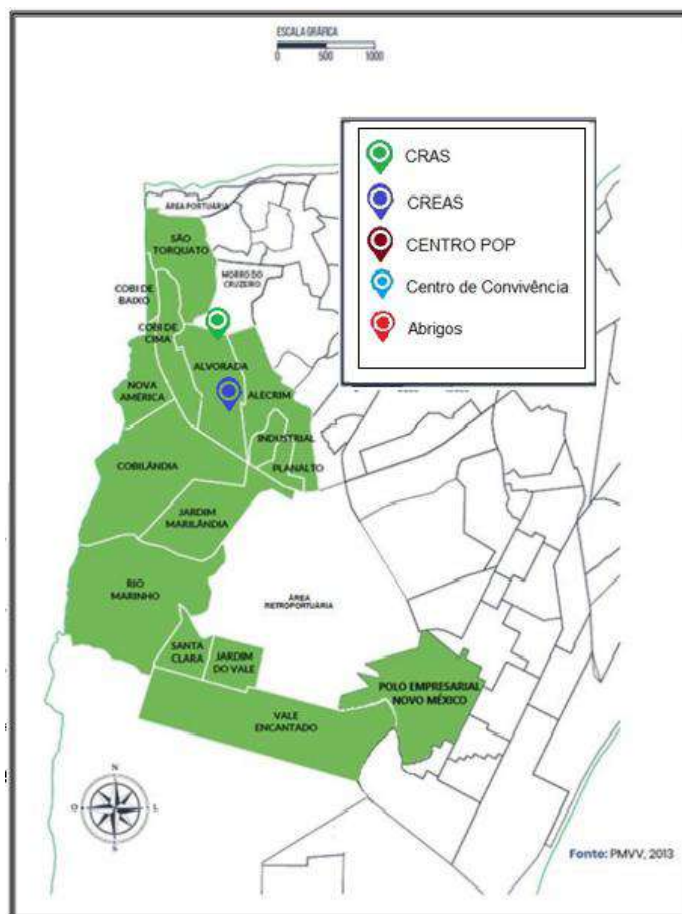 ESCALA GRÁFICA
0 500 1000
CRAS
CREAS
CENTRO POP
Centro de Convivência
Abrigos
ÁREA PORTUÁRIA
SÃO
TORQUATO
MORRO DO
CRUZEIRO
COBI DE
BAIXO
COBI DE
CIMA
ALVORADA
NOVA
AMÉRICA
ALECRIM
INDUSTRIAL
COBILÂNDIA
PLANALTO
JARDIM
MARILÂNDIA
RIO
MARINHO
ÁREA
RETROPORTUÁRIA
SANTA
CLARA
JARDIM
DO VALE
POLO EMPRESARIAL
NOVO MÉXICO
VALE
ENCANTADO
N
O L
S
Fonte: PMVV, 2013